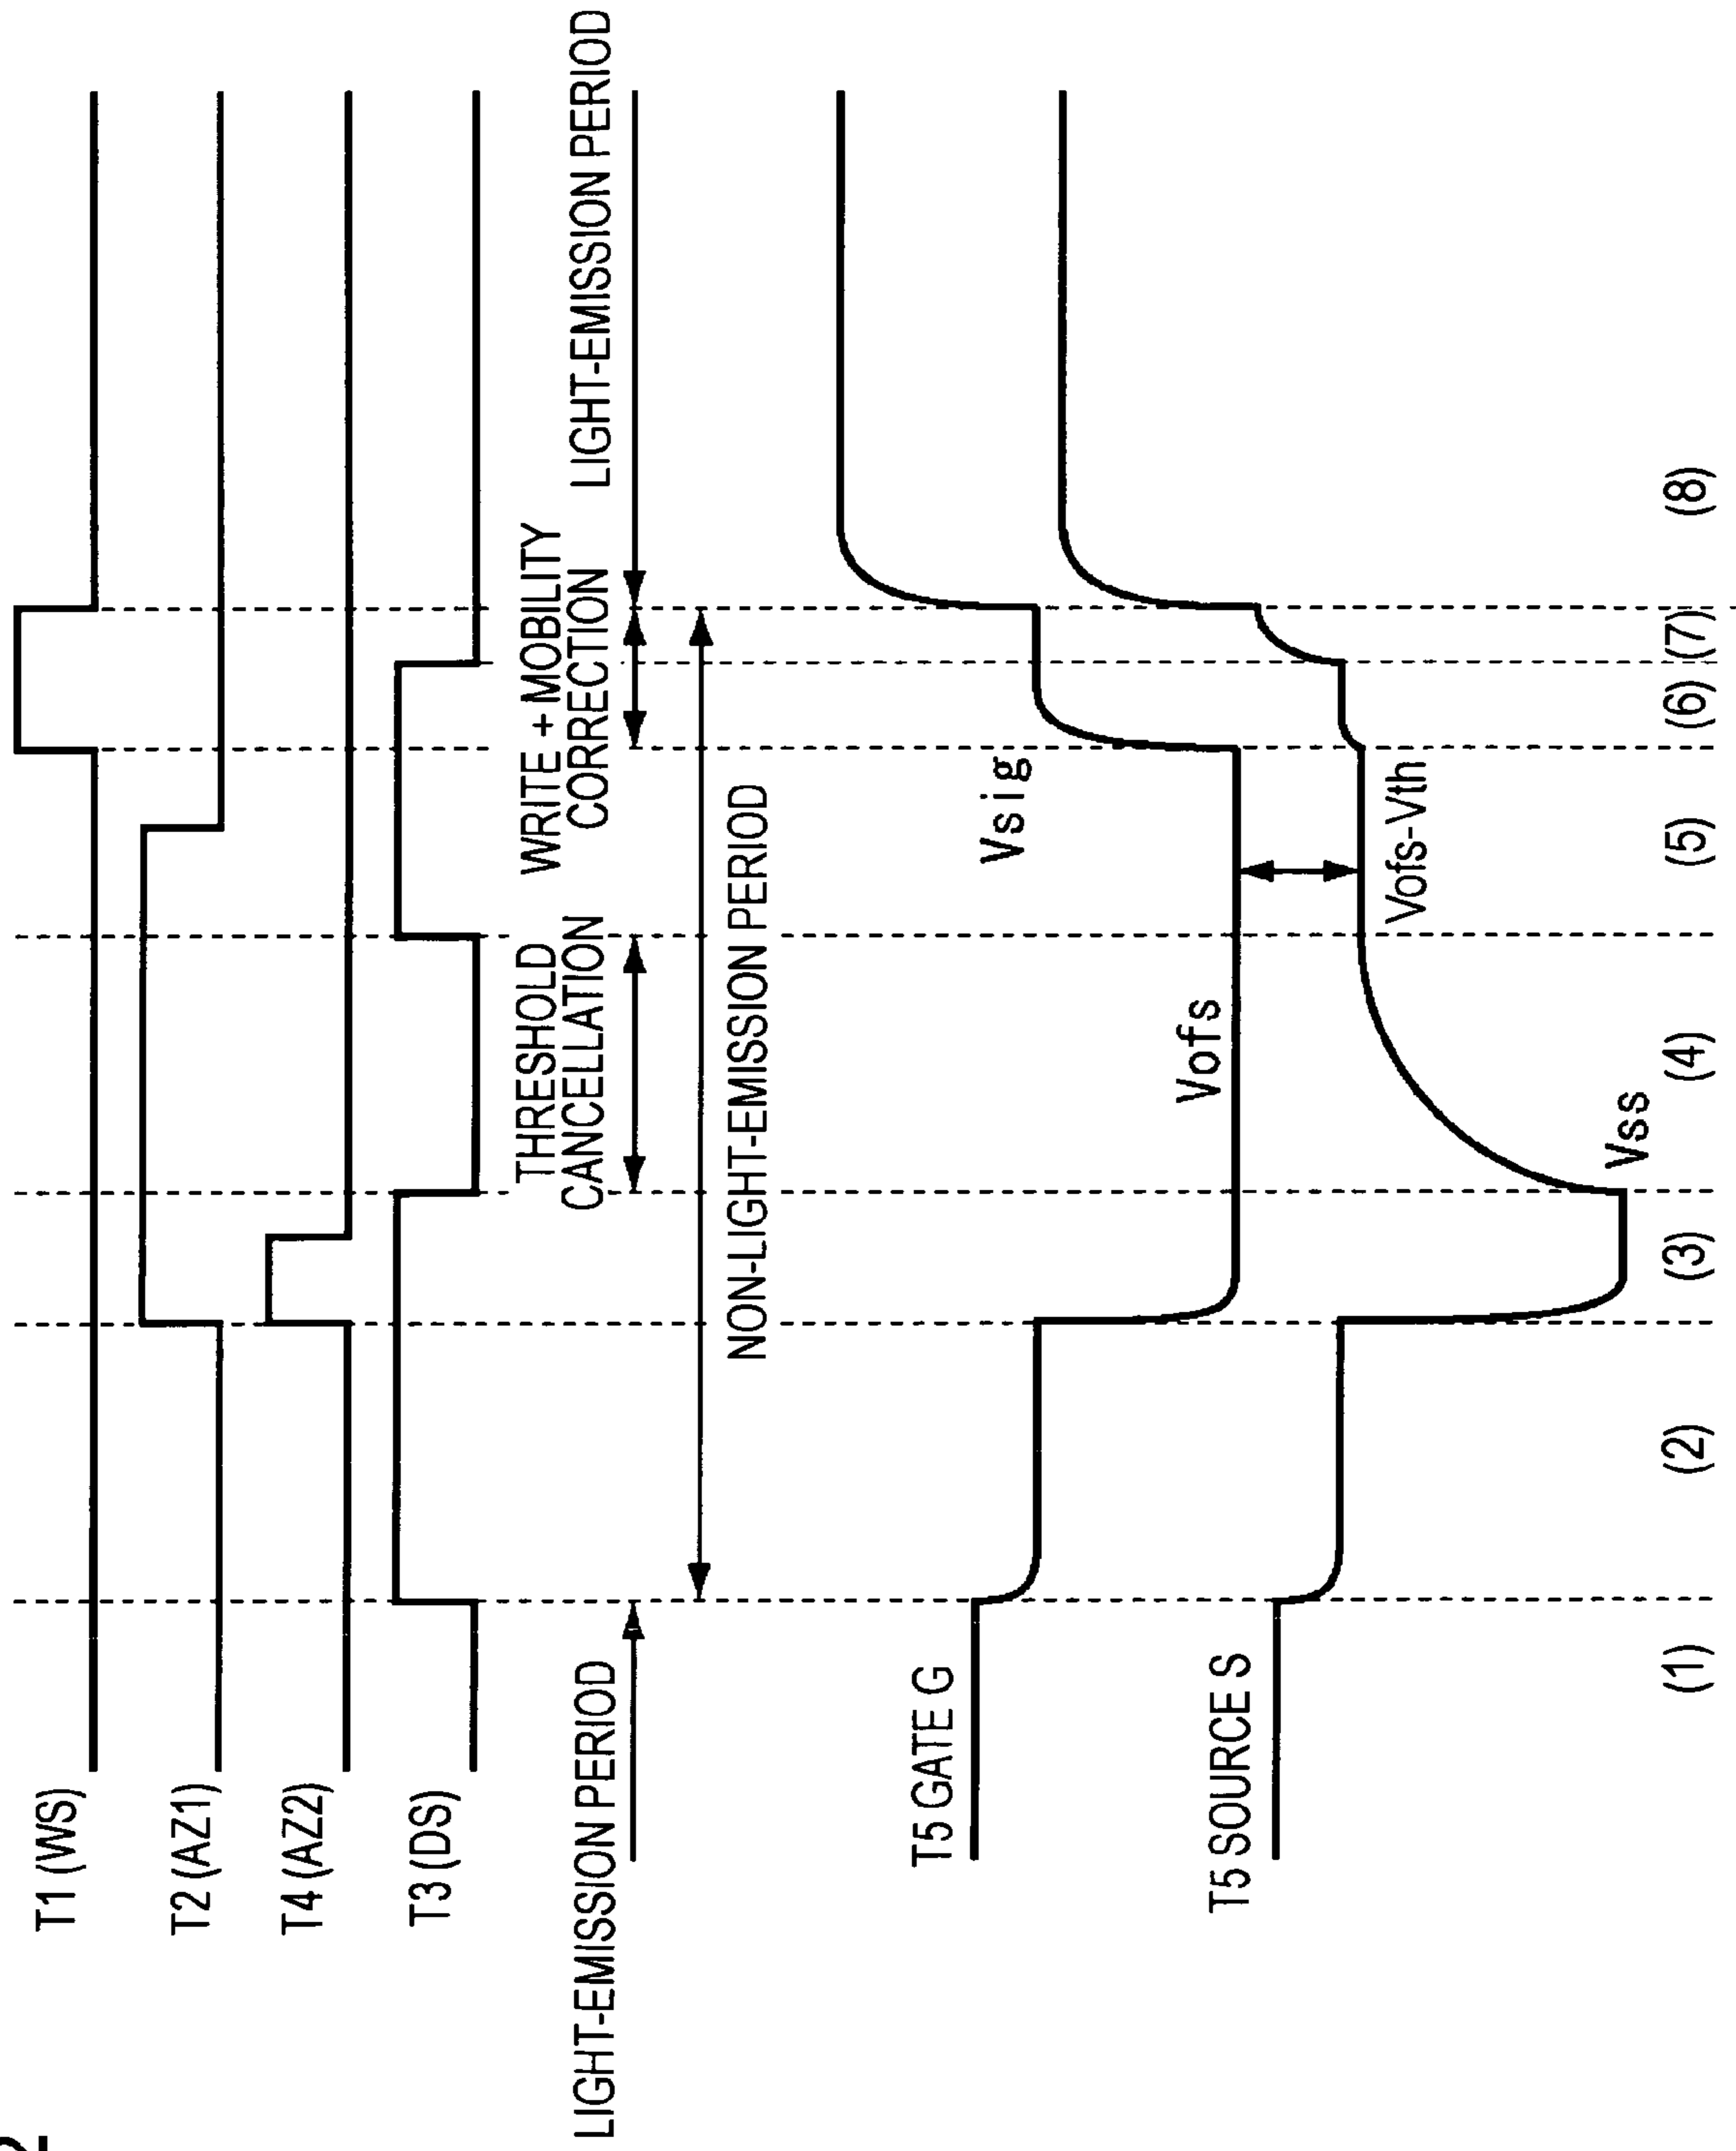 T1 (WS)
T2 (AZ1)
T4 (AZ2)
T3 (DS)
LIGHT-EMISSION PERIOD
THRESHOLD
CANCELLATION
WRITE + MOBILITY
CORRECTION
LIGHT-EMISSION PERIOD
NON-LIGHT-EMISSION PERIOD
T5 GATE G
Vsig
Vofs
T5 SOURCE S
Vofs-Vth
Vss
(1) (2) (3) (4) (5) (6) (7) (8)